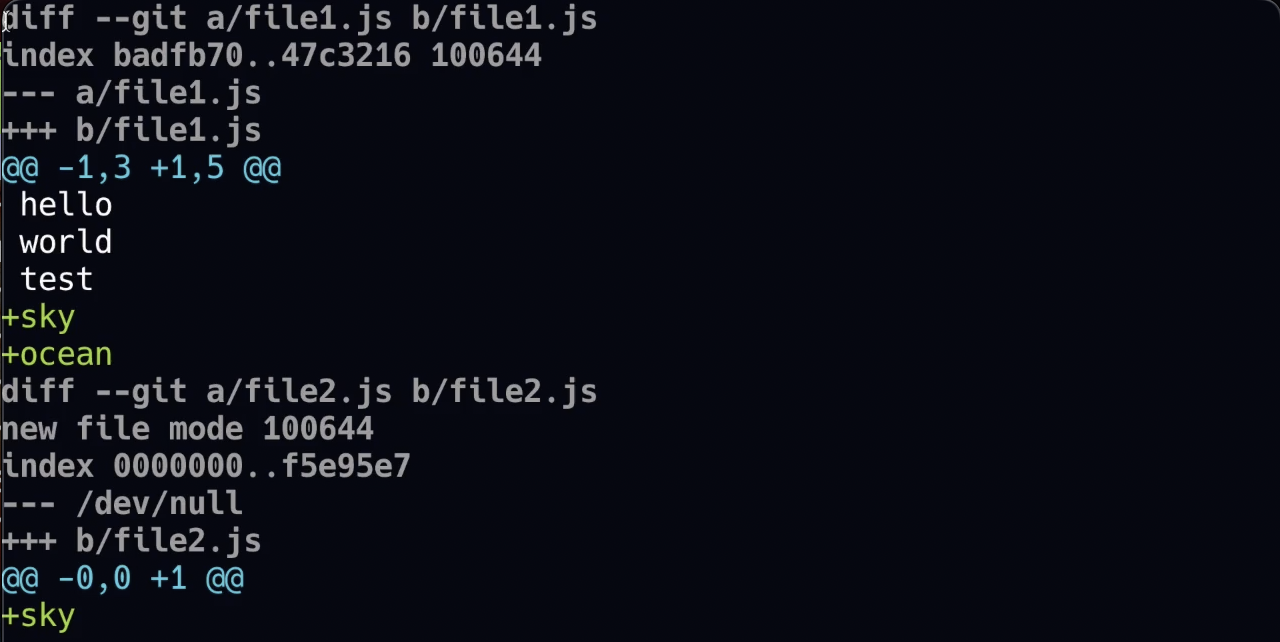 diff --git a/file1.js b/file1.js
index badfb70..47c3216 100644
--- a/file1.js
+++ b/file1.js
@@ -1,3 +1,5 @@
 hello
 world
 test
+sky
+ocean
diff --git a/file2.js b/file2.js
new file mode 100644
index 0000000..f5e95e7
--- /dev/null
+++ b/file2.js
@@ -0,0 +1 @@
+sky